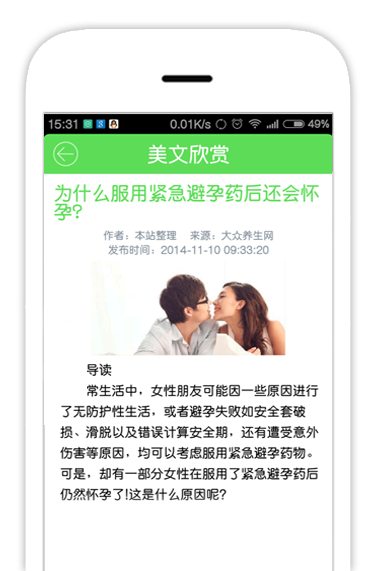 15:31 0.01K/s 49%
美文欣赏
为什么服用紧急避孕药后还会怀
孕?
作者：本站整理 来源：大众养生网
发布时间：2014-11-10 09:33:20
导读
常生活中，女性朋友可能因一些原因进行
了无防护性生活，或者避孕失败如安全套破
损、滑脱以及错误计算安全期，还有遭受意外
伤害等原因，均可以考虑服用紧急避孕药物。
可是，却有一部分女性在服用了紧急避孕药后
仍然怀孕了!这是什么原因呢?